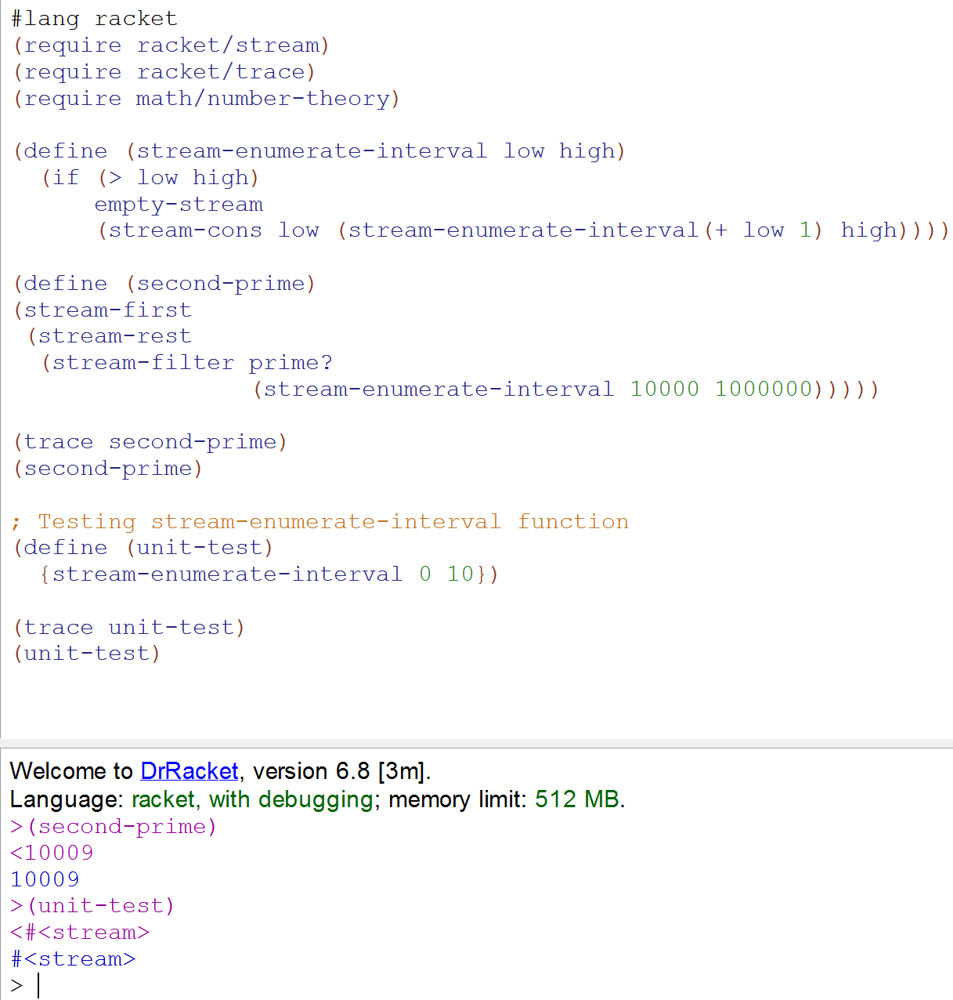 #lang racket
(require racket/stream)
(require racket/trace)
(require math/number-theory)
(define (stream-enumerate-interval low high)
  (if (> low high)
      empty-stream
      (stream-cons low (stream-enumerate-interval(+ low 1) high))))
(define (second-prime)
(stream-first
 (stream-rest
  (stream-filter prime?
                 (stream-enumerate-interval 10000 1000000)))))
(trace second-prime)
(second-prime)
; Testing stream-enumerate-interval function
(define (unit-test)
  {stream-enumerate-interval 0 10})
(trace unit-test)
(unit-test)
Welcome to DrRacket, version 6.8 [3m].
Language: racket, with debugging; memory limit: 512 MB.
>(second-prime)
<10009
10009
>(unit-test)
<#<stream>
#<stream>
>